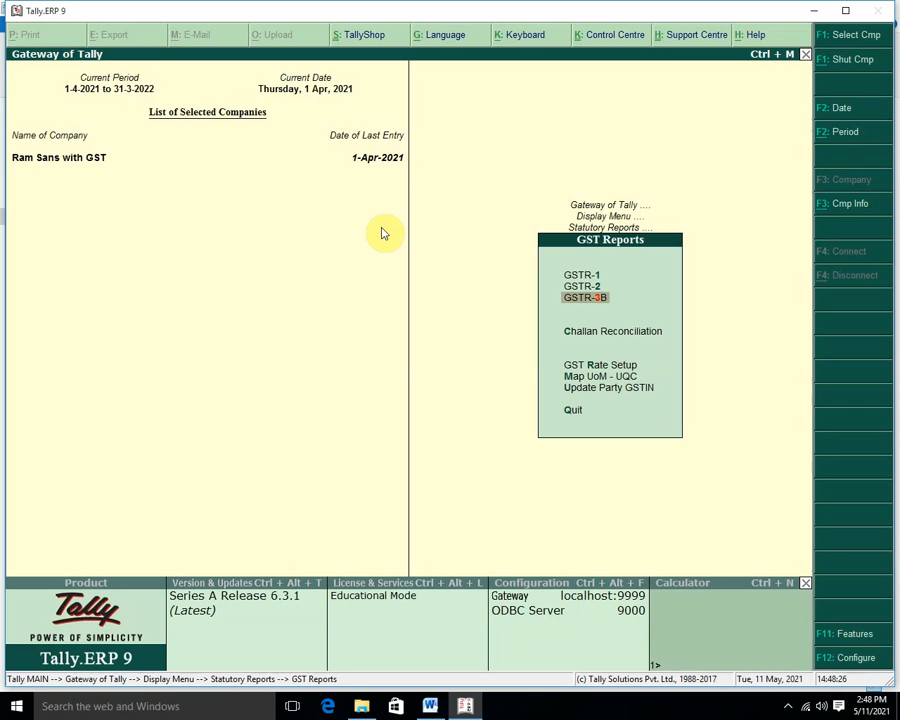 Tally.ERP 9
P: Print E: Export M: E-Mail O: Upload S: TallyShop G: Language K: Keyboard K: Control Centre H: Support Centre H: Help
Gateway of Tally Ctrl + M
Current Period Current Date
1-4-2021 to 31-3-2022 Thursday, 1 Apr, 2021
List of Selected Companies
Name of Company Date of Last Entry
Ram Sans with GST 1-Apr-2021
Gateway of Tally ....
Display Menu ....
Statutory Reports ....
GST Reports
GSTR-1
GSTR-2
GSTR-3B
Challan Reconciliation
GST Rate Setup
Map UoM - UQC
Update Party GSTIN
Quit
F1: Select Cmp
F1: Shut Cmp
F2: Date
F2: Period
F3: Company
F3: Cmp Info
F4: Connect
F4: Disconnect
F11: Features
F12: Configure
Product
Tally
POWER OF SIMPLICITY
Tally.ERP 9
Version & Updates Ctrl + Alt + T
Series A Release 6.3.1
(Latest)
License & Services Ctrl + Alt + L
Educational Mode
Configuration Ctrl + Alt + F
Gateway localhost:9999
ODBC Server 9000
Calculator Ctrl + N
1>
Tally MAIN --> Gateway of Tally --> Display Menu --> Statutory Reports --> GST Reports (c) Tally Solutions Pvt. Ltd., 1988-2017 Tue, 11 May, 2021 14:48:26
Search the web and Windows
2:48 PM
5/11/2021